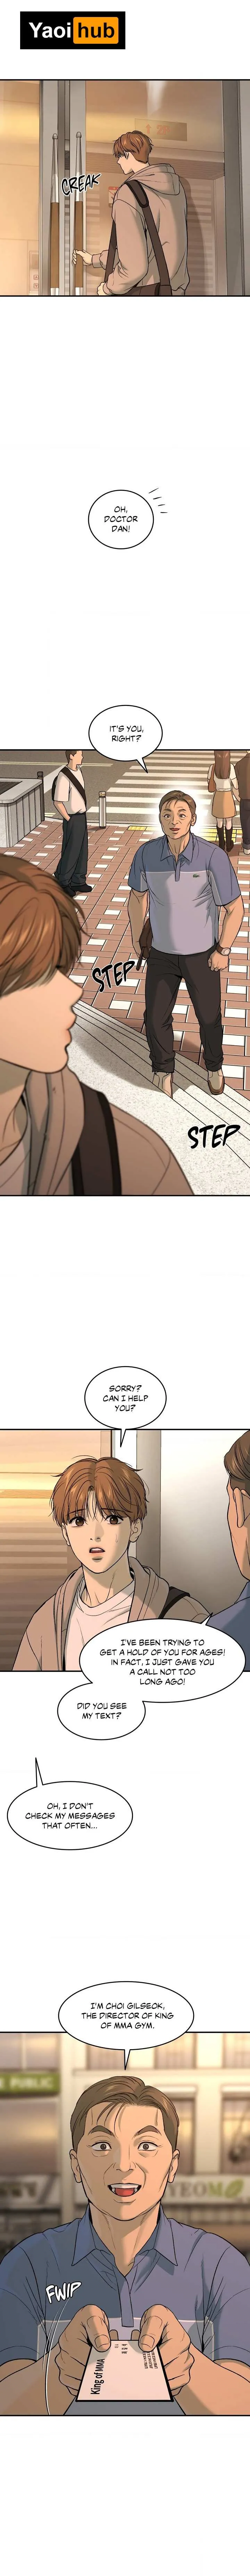 Yaoi hub
CREAK
OH,
DOCTOR
DAN!
IT'S YOU,
RIGHT?
STEP
STEP
SORRY?
CAN I HELP
YOU?
I'VE BEEN TRYING TO
GET A HOLD OF YOU FOR AGES!
IN FACT, I JUST GAVE YOU
A CALL NOT TOO
LONG AGO!
DID YOU SEE
MY TEXT?
OH, I DON'T
CHECK MY MESSAGES
THAT OFTEN...
I'M CHOI GILSEOK,
THE DIRECTOR OF KING
OF MMA GYM.
PUBLIC
YEOM
FWIP
King of MMA